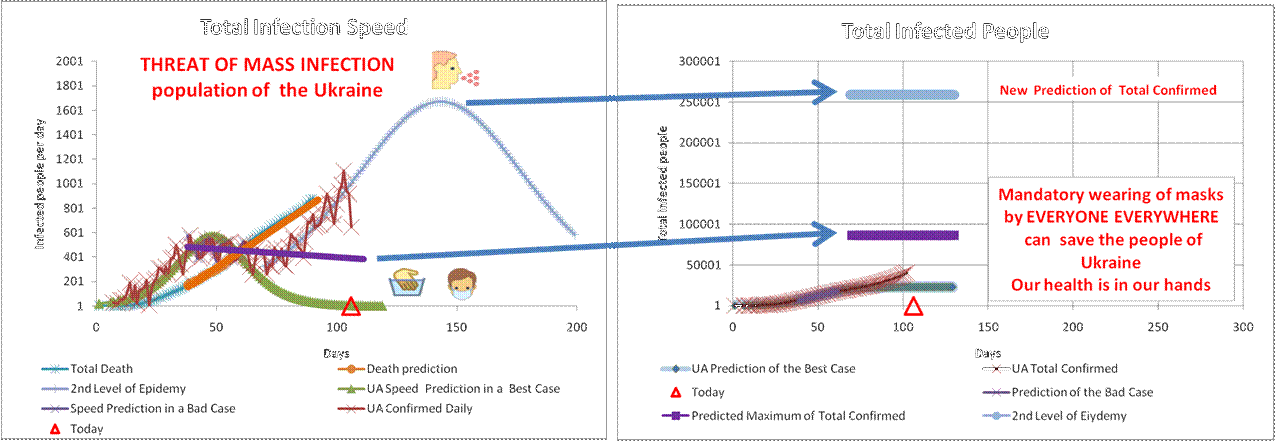 Total Infection Speed
THREAT OF MASS INFECTION
population of the Ukraine
Infected people per day
2001
1801
1601
1401
1201
1001
801
601
401
201
1
0
50
100
150
200
Days
Total Death
Death prediction
2nd Level of Epidemy
UA Speed Prediction in a Best Case
Speed Prediction in a Bad Case
UA Confirmed Daily
Today
Total Infected People
Total Infected people
300001
250001
200001
150001
100001
50001
1
0
50
100
150
200
250
300
Days
New Prediction of Total Confirmed
Mandatory wearing of masks
by EVERYONE EVERYWHERE
can save the people of
Ukraine
Our health is in our hands
UA Prediction of the Best Case
UA Total Confirmed
Today
Prediction of the Bad Case
Predicted Maximum of Total Confirmed
2nd Level of Eiydemy